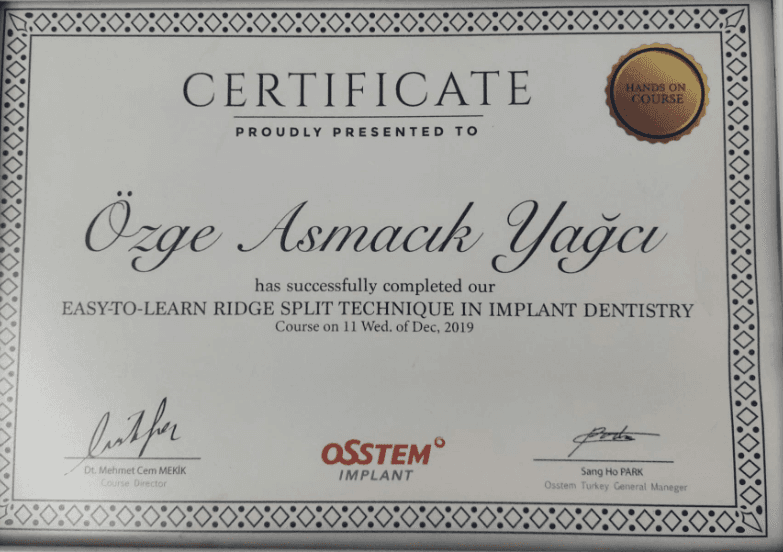 CERTIFICATE
HANDS ON
COURSE
PROUDLY PRESENTED TO
Özge Asmacık Yağcı
has successfully completed our
EASY-TO-LEARN RIDGE SPLIT TECHNIQUE IN IMPLANT DENTISTRY
Course on 11 Wed. of Dec, 2019
Dt. Mehmet Cem MEKİK
Course Director
OSSTEM
IMPLANT
Sang Ho PARK
Osstem Turkey General Maneger